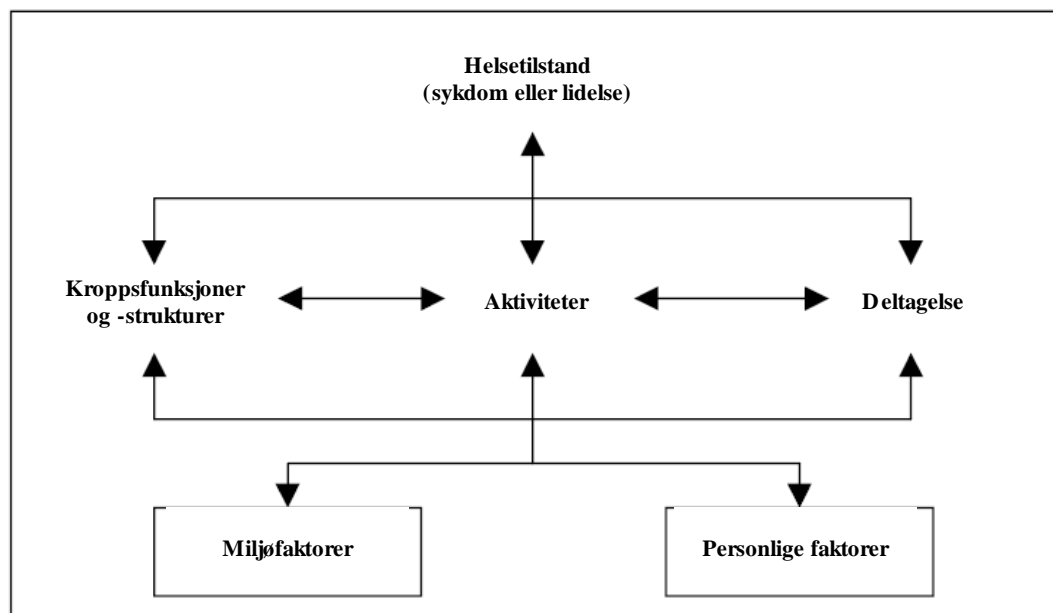 Helsetilstand
(sykdom eller lidelse)
Kroppsfunksjoner
og -strukturer
Aktiviteter
Deltagelse
Miljøfaktorer
Personlige faktorer